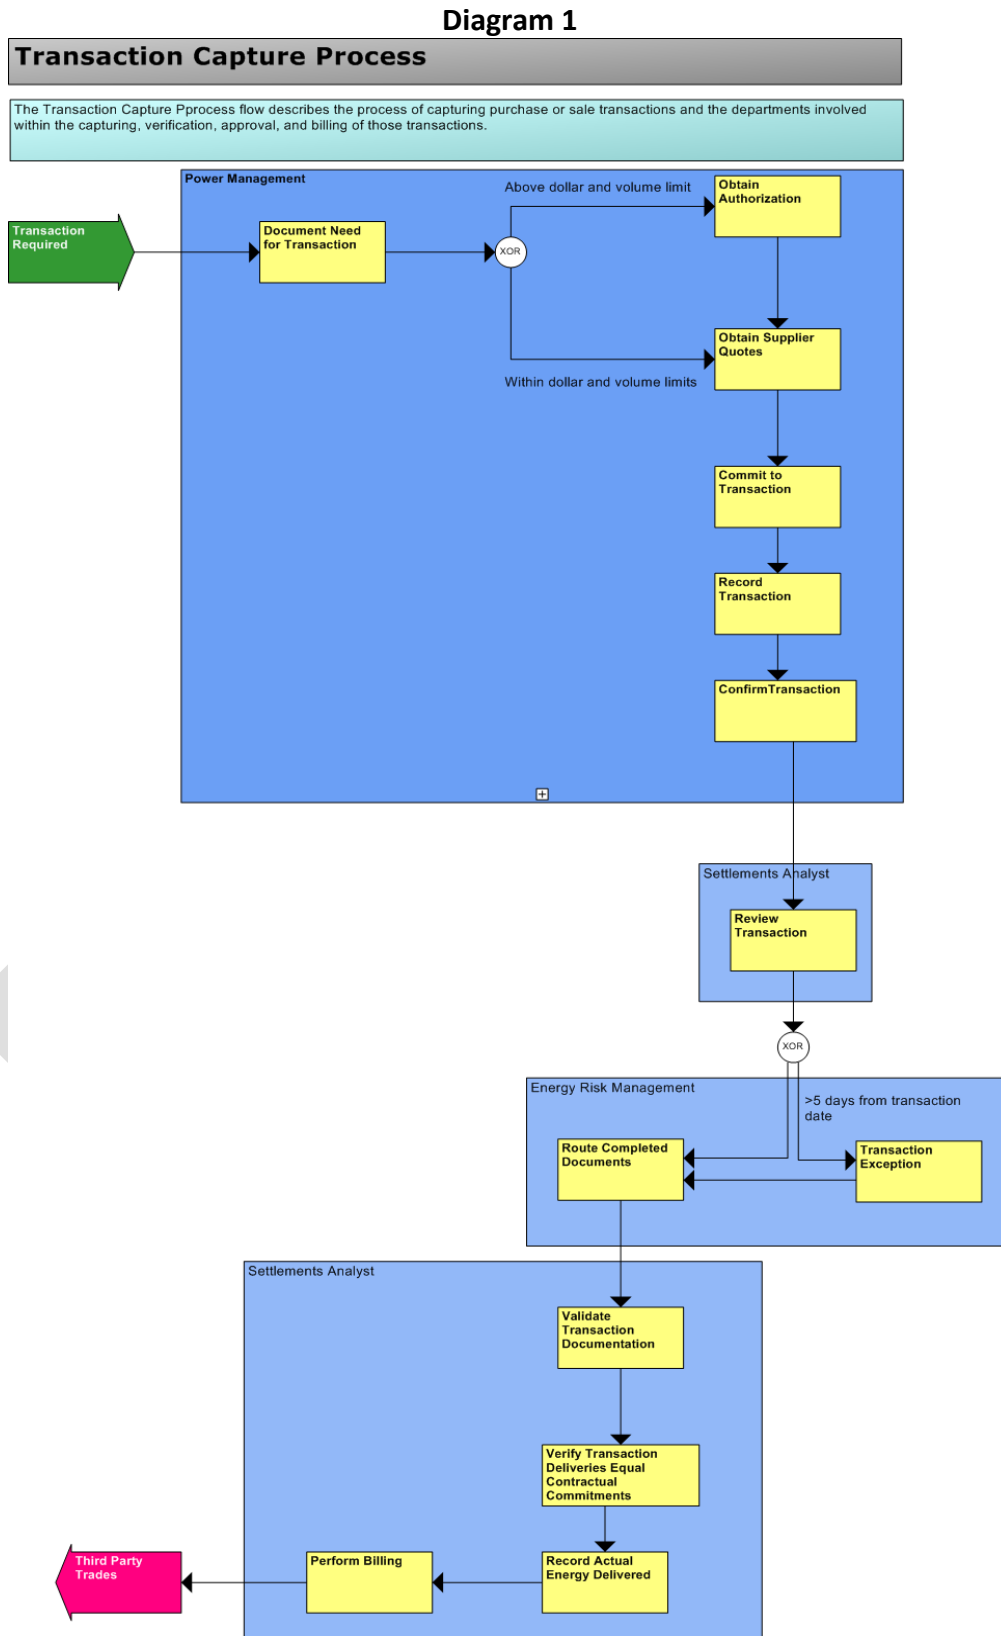 Diagram 1
Transaction Capture Process
The Transaction Capture Pprocess flow describes the process of capturing purchase or sale transactions and the departments involved
within the capturing, verification, approval, and billing of those transactions.
Power Management
Above dollar and volume limit
Obtain
Authorization
Transaction
Required
Document Need
for Transaction
XOR
Obtain Supplier
Quotes
Within dollar and volume limits
Commit to
Transaction
Record
Transaction
ConfirmTransaction
Settlements Analyst
Review
Transaction
XOR
Energy Risk Management
>5 days from transaction
date
Route Completed
Documents
Transaction
Exception
Settlements Analyst
Validate
Transaction
Documentation
Verify Transaction
Deliveries Equal
Contractual
Commitments
Third Party
Trades
Perform Billing
Record Actual
Energy Delivered